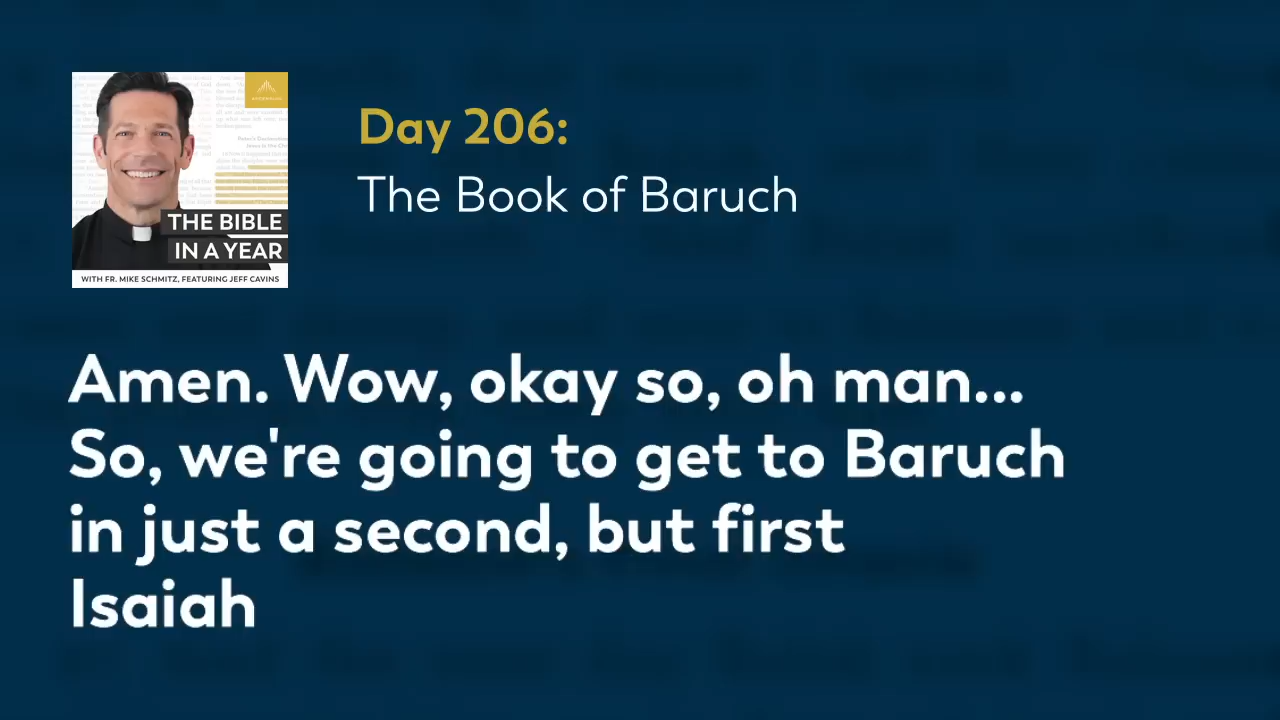 Day 206:
The Book of Baruch
THE BIBLE
IN A YEAR
WITH FR. MIKE SCHMITZ, FEATURING JEFF CAVINS
Amen. Wow, okay so, oh man...
So, we're going to get to Baruch
in just a second, but first
Isaiah